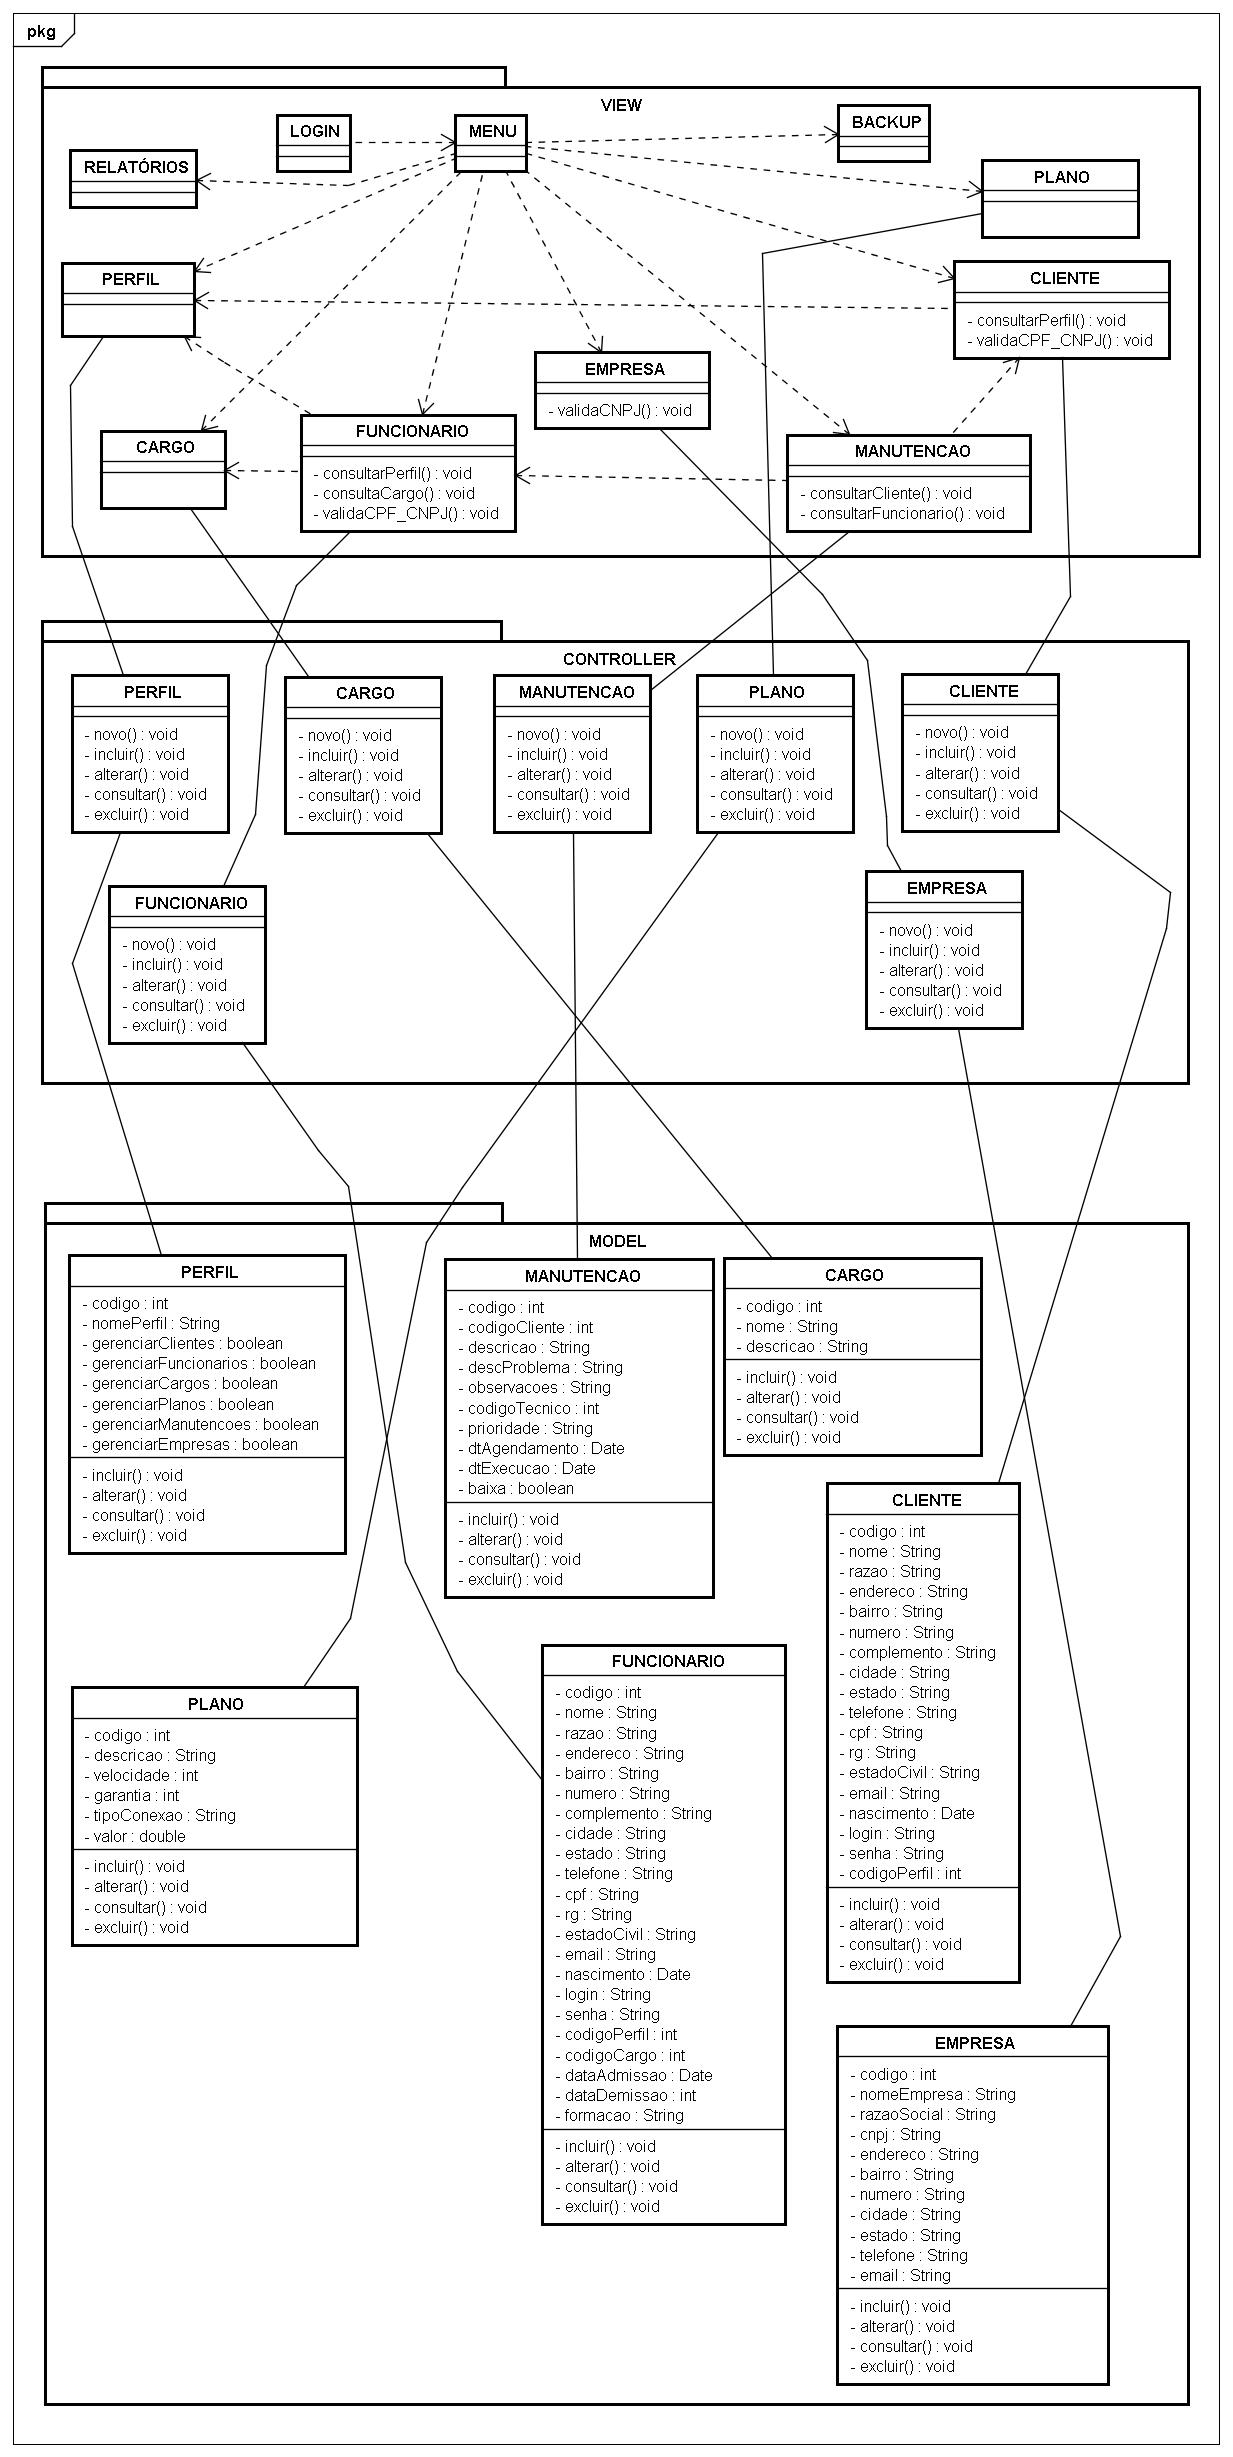 pkg
VIEW
LOGIN
MENU
BACKUP
RELATÓRIOS
PLANO
PERFIL
CLIENTE
- consultarPerfil() : void
- validaCPF_CNPJ() : void
EMPRESA
- validaCNPJ() : void
CARGO
FUNCIONARIO
- consultarPerfil() : void
- consultaCargo() : void
- validaCPF_CNPJ() : void
MANUTENCAO
- consultarCliente() : void
- consultarFuncionario() : void
CONTROLLER
PERFIL
- novo() : void
- incluir() : void
- alterar() : void
- consultar() : void
- excluir() : void
CARGO
- novo() : void
- incluir() : void
- alterar() : void
- consultar() : void
- excluir() : void
MANUTENCAO
- novo() : void
- incluir() : void
- alterar() : void
- consultar() : void
- excluir() : void
PLANO
- novo() : void
- incluir() : void
- alterar() : void
- consultar() : void
- excluir() : void
CLIENTE
- novo() : void
- incluir() : void
- alterar() : void
- consultar() : void
- excluir() : void
FUNCIONARIO
- novo() : void
- incluir() : void
- alterar() : void
- consultar() : void
- excluir() : void
EMPRESA
- novo() : void
- incluir() : void
- alterar() : void
- consultar() : void
- excluir() : void
MODEL
PERFIL
- codigo : int
- nomePerfil : String
- gerenciarClientes : boolean
- gerenciarFuncionarios : boolean
- gerenciarCargos : boolean
- gerenciarPlanos : boolean
- gerenciarManutencoes : boolean
- gerenciarEmpresas : boolean
- incluir() : void
- alterar() : void
- consultar() : void
- excluir() : void
MANUTENCAO
- codigo : int
- codigoCliente : int
- descricao : String
- descProblema : String
- observacoes : String
- codigoTecnico : int
- prioridade : String
- dtAgendamento : Date
- dtExecucao : Date
- baixa : boolean
- incluir() : void
- alterar() : void
- consultar() : void
- excluir() : void
CARGO
- codigo : int
- nome : String
- descricao : String
- incluir() : void
- alterar() : void
- consultar() : void
- excluir() : void
CLIENTE
- codigo : int
- nome : String
- razao : String
- endereco : String
- bairro : String
- numero : String
- complemento : String
- cidade : String
- estado : String
- telefone : String
- cpf : String
- rg : String
- estadoCivil : String
- email : String
- nascimento : Date
- login : String
- senha : String
- codigoPerfil : int
- incluir() : void
- alterar() : void
- consultar() : void
- excluir() : void
PLANO
- codigo : int
- descricao : String
- velocidade : int
- garantia : int
- tipoConexao : String
- valor : double
- incluir() : void
- alterar() : void
- consultar() : void
- excluir() : void
FUNCIONARIO
- codigo : int
- nome : String
- razao : String
- endereco : String
- bairro : String
- numero : String
- complemento : String
- cidade : String
- estado : String
- telefone : String
- cpf : String
- rg : String
- estadoCivil : String
- email : String
- nascimento : Date
- login : String
- senha : String
- codigoPerfil : int
- codigoCargo : int
- dataAdmissao : Date
- dataDemissao : int
- formacao : String
- incluir() : void
- alterar() : void
- consultar() : void
- excluir() : void
EMPRESA
- codigo : int
- nomeEmpresa : String
- razaoSocial : String
- cnpj : String
- endereco : String
- bairro : String
- numero : String
- cidade : String
- estado : String
- telefone : String
- email : String
- incluir() : void
- alterar() : void
- consultar() : void
- excluir() : void